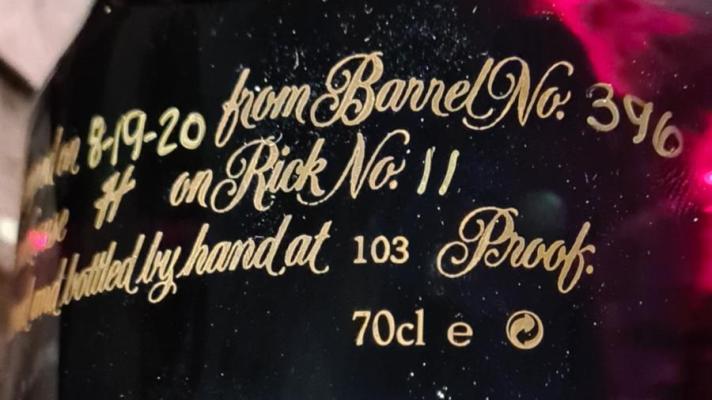 on 8-19-20 from Barrel No. 396
H on Rick No. 11
bottled by hand at 103 Proof.
70cl e